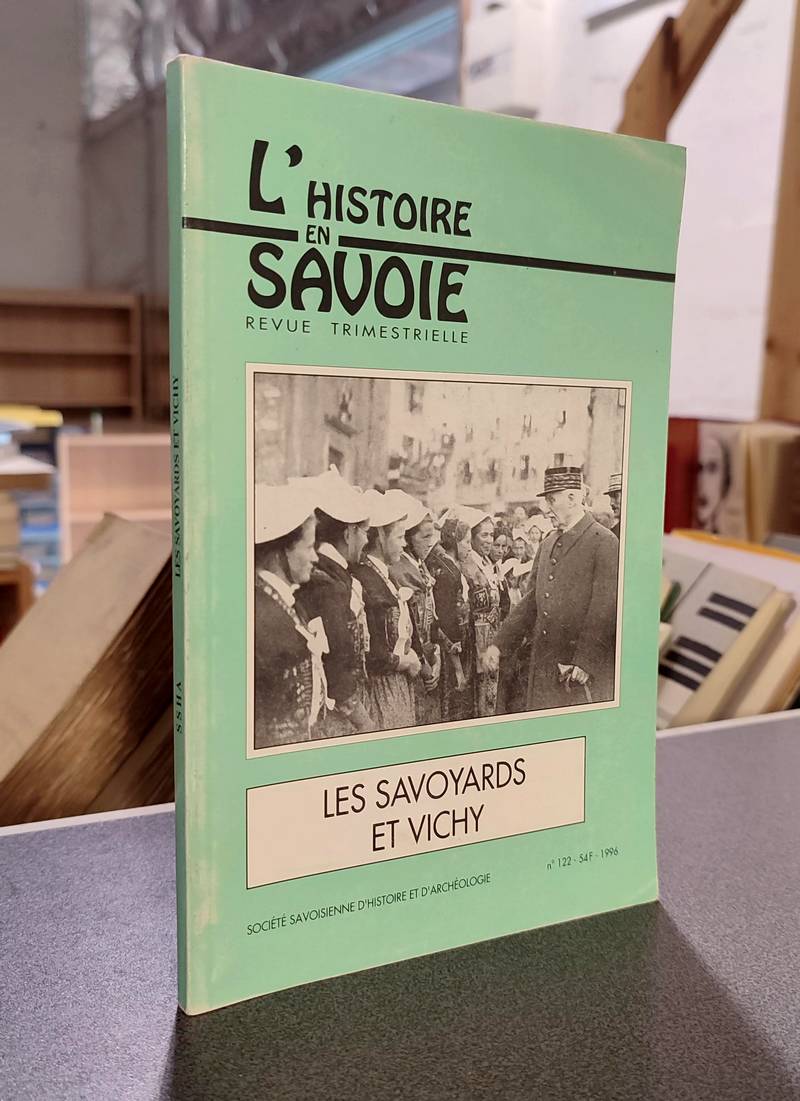 L'HISTOIRE
EN
SAVOIE
REVUE TRIMESTRIELLE
LES SAVOYARDS
ET VICHY
n° 122 - 54F - 1996
SOCIÉTÉ SAVOISIENNE D'HISTOIRE ET D'ARCHÉOLOGIE
LES SAVOYARDS ET VICHY
SSHA